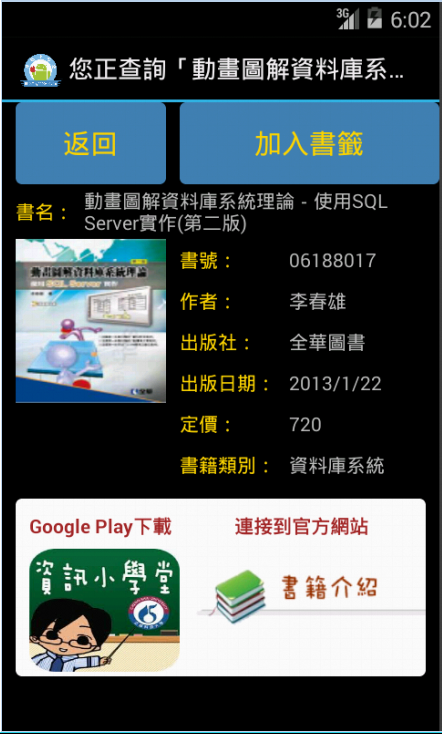 3G 6:02
您正查詢「動畫圖解資料庫系...
返回 加入書籤
書名： 動畫圖解資料庫系統理論 - 使用SQL
Server實作(第二版)
動畫圖解資料庫系統理論
書號： 06188017
作者： 李春雄
出版社： 全華圖書
出版日期： 2013/1/22
定價： 720
書籍類別： 資料庫系統
Google Play下載 連接到官方網站
資訊小學堂
書籍介紹